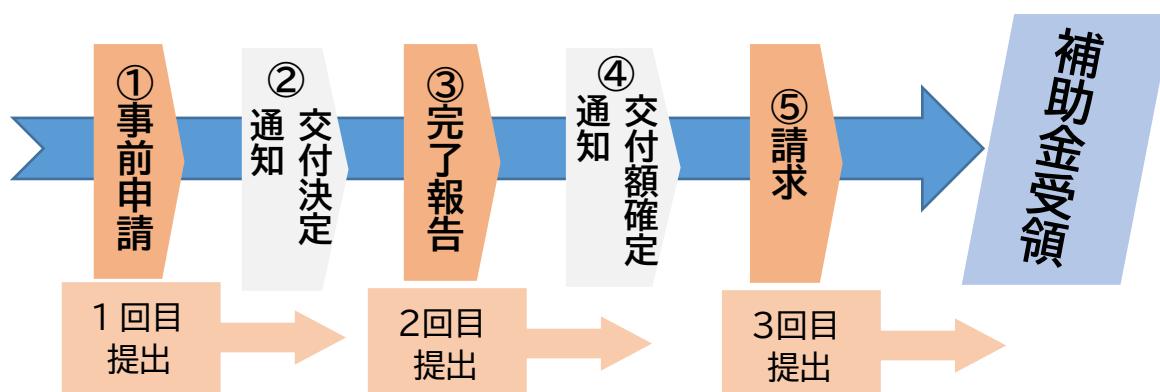 ①事前申請
②
交付決定
通知
③完了報告
④
交付額確定
通知
⑤請求
補助金受領
１回目
提出
2回目
提出
3回目
提出